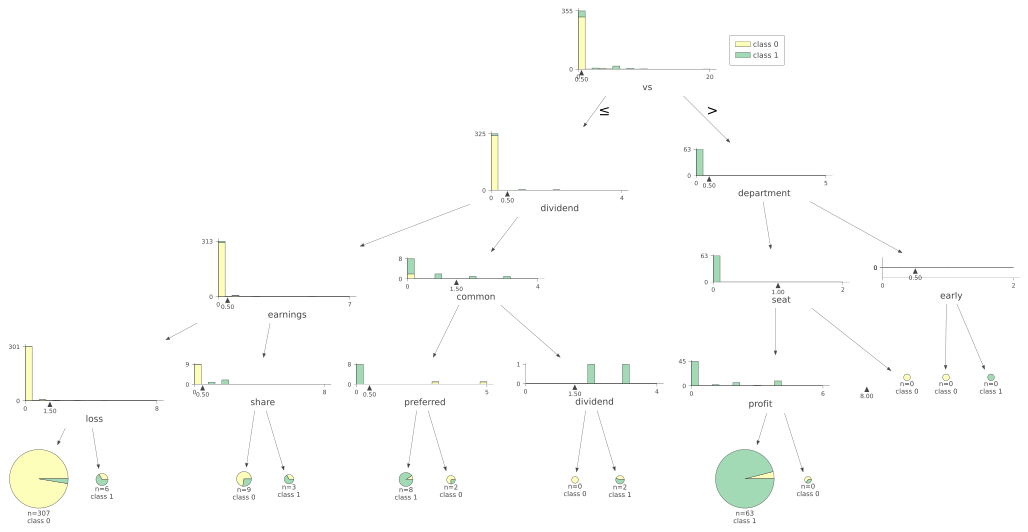 355
0
0.50
20
vs
class 0
class 1
≤
>
325
0
0
0.50
4
dividend
63
0
0
0.50
5
department
313
0
0
0.50
7
earnings
8
0
0
1.50
4
common
63
0
0
1.00
2
seat
0
0
0.50
2
early
301
0
0
1.50
8
loss
9
0
0.50
8
share
8
0
0
0.50
5
preferred
1
0
0
1.50
4
dividend
45
0
0
6
8.00
profit
n=0
class 0
n=0
class 0
n=0
class 1
n=307
class 0
n=6
class 1
n=9
class 0
n=3
class 1
n=8
class 1
n=2
class 0
n=0
class 0
n=2
class 1
n=63
class 1
n=0
class 0